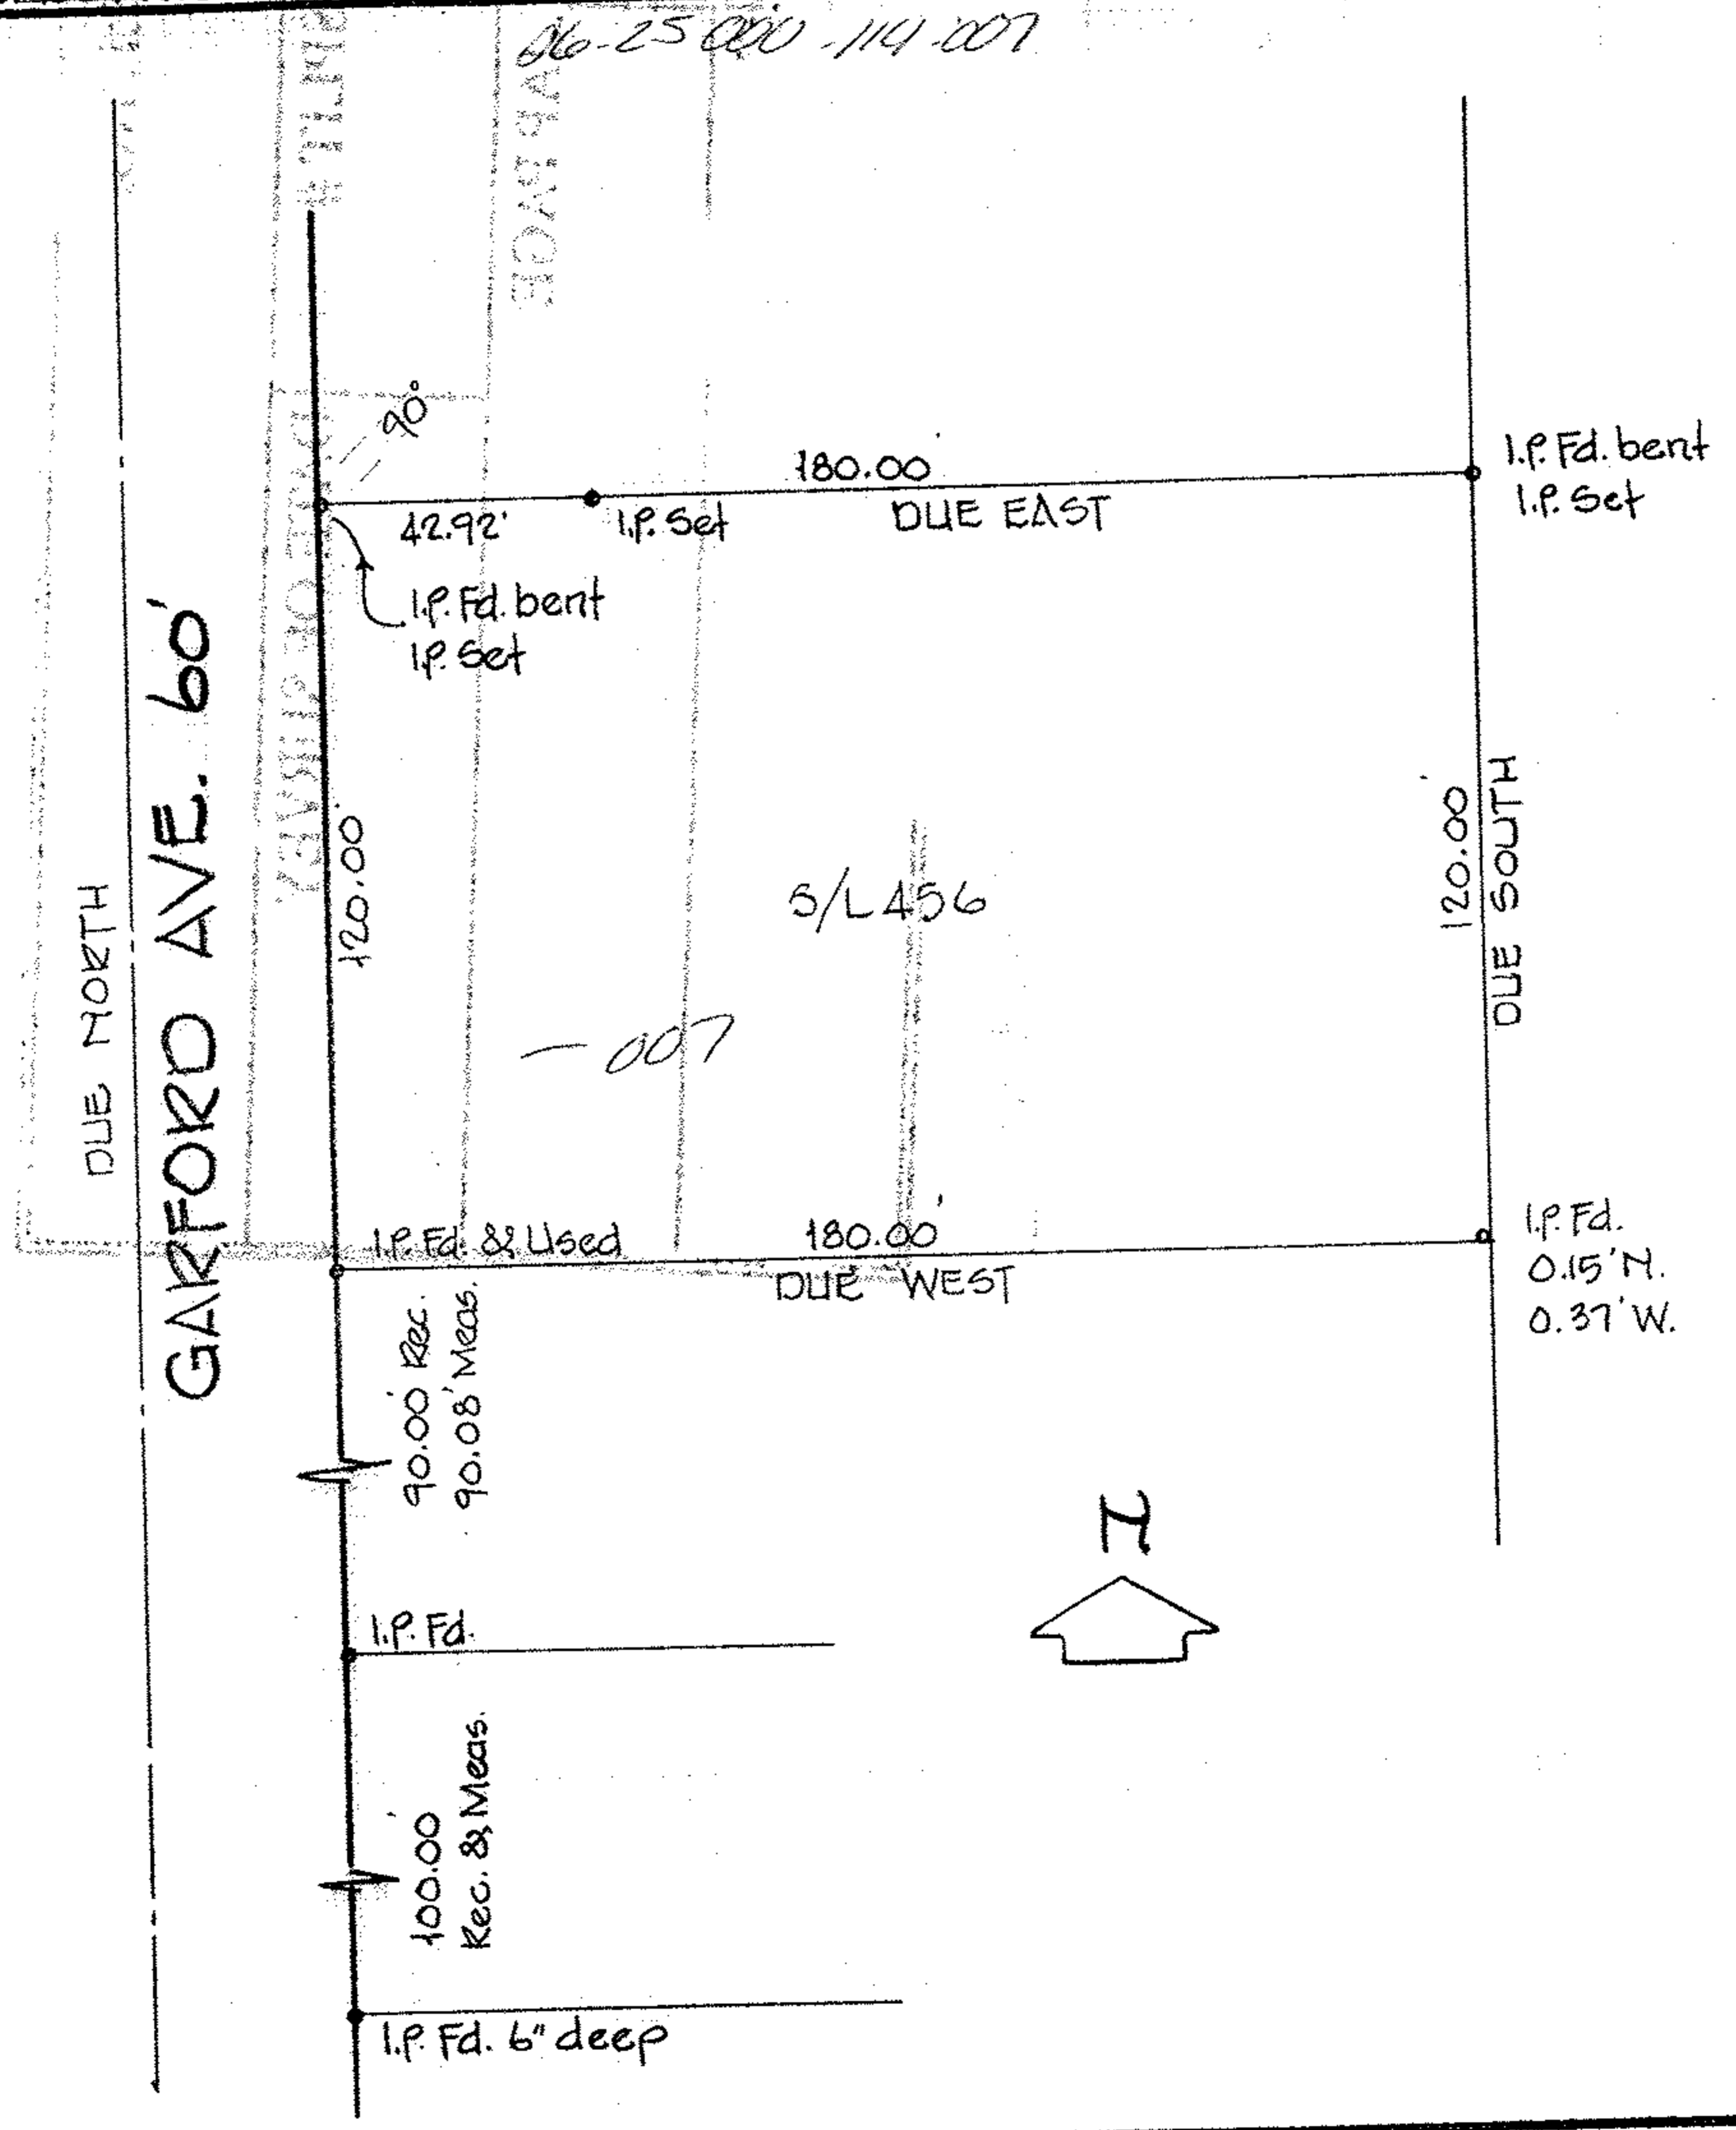 06-25-000-114-007
90°
180.00'
42.92'
I.P. Set
DUE EAST
I.P. Fd. bent
I.P. Set
I.P. Fd. bent
I.P. Set
DUE NORTH
GARFORD AVE. 60'
120.00'
S/L 456
-007
120.00'
DUE SOUTH
I.P. Fd. & Used
180.00'
DUE WEST
I.P. Fd.
0.15' N.
0.37' W.
90.00' Rec.
90.08' Meas.
N
I.P. Fd.
100.00'
Rec. & Meas.
I.P. Fd. 6" deep